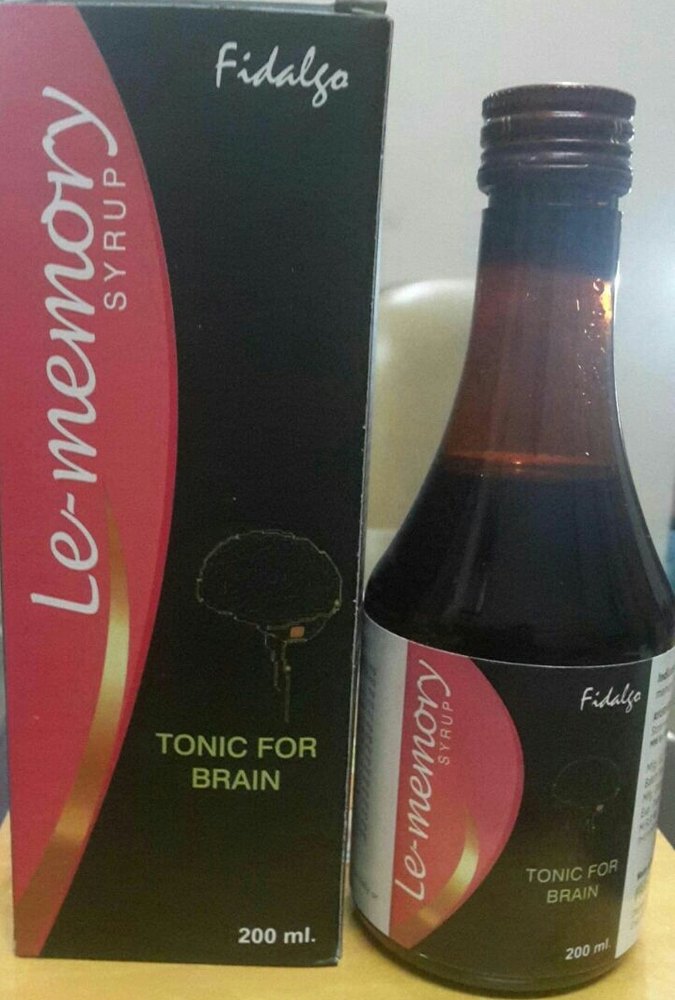 Fidalgo
Le-memory
SYRUP
TONIC FOR
BRAIN
200 ml.
Fidalgo
Le-memory
SYRUP
TONIC FOR
BRAIN
200 ml.